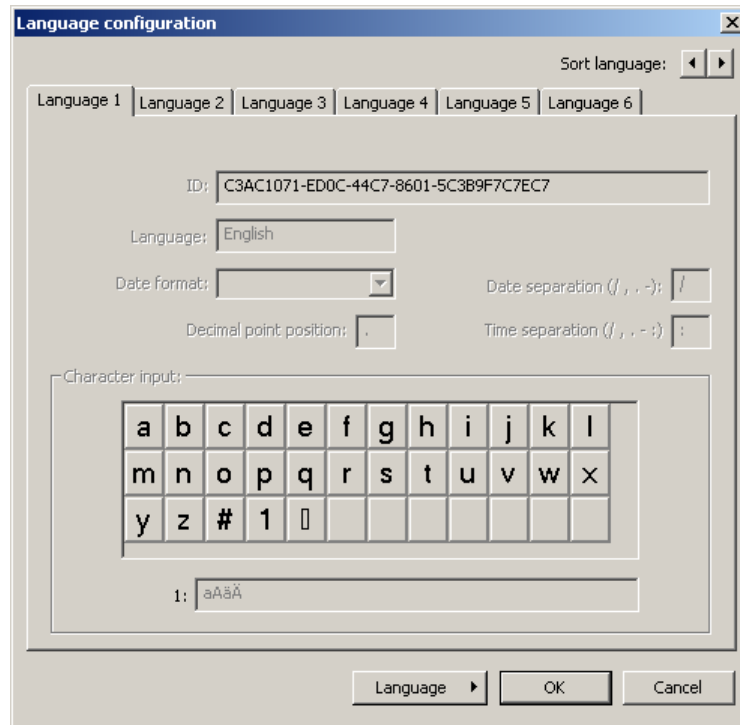 Language configuration
Sort language:
Language 1 Language 2 Language 3 Language 4 Language 5 Language 6
ID: C3AC1071-ED0C-44C7-8601-5C3B9F7C7EC7
Language: English
Date format: Date separation (/ , . -): /
Decimal point position: . Time separation (/ , . - :) :
Character input:
a b c d e f g h i j k l
m n o p q r s t u v w x
y z # 1 ▯
1: aAäÄ
Language OK Cancel